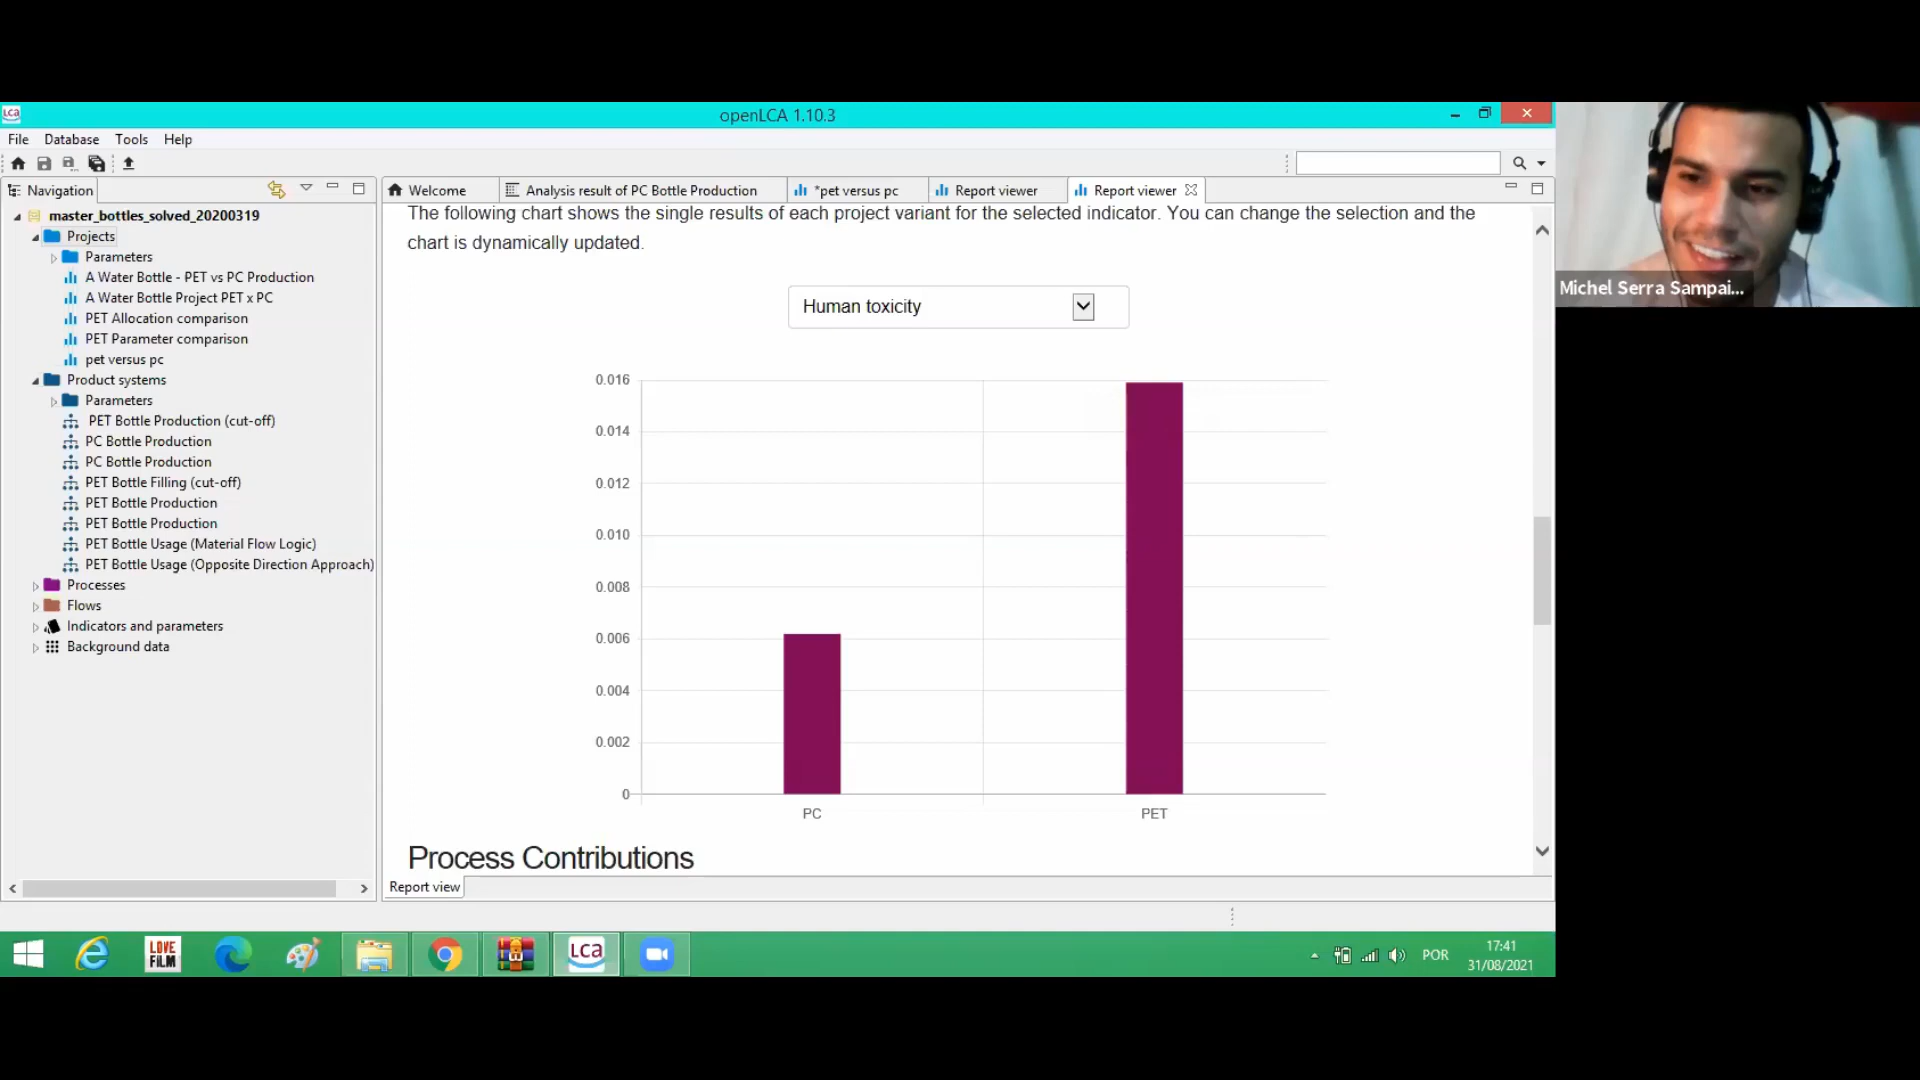 LCA
openLCA 1.10.3
File Database Tools Help
Navigation
Welcome
Analysis result of PC Bottle Production
*pet versus pc
Report viewer
Report viewer
master_bottles_solved_20200319
Projects
Parameters
A Water Bottle - PET vs PC Production
A Water Bottle Project PET x PC
PET Allocation comparison
PET Parameter comparison
pet versus pc
Product systems
Parameters
PET Bottle Production (cut-off)
PC Bottle Production
PC Bottle Production
PET Bottle Filling (cut-off)
PET Bottle Production
PET Bottle Production
PET Bottle Usage (Material Flow Logic)
PET Bottle Usage (Opposite Direction Approach)
Processes
Flows
Indicators and parameters
Background data
The following chart shows the single results of each project variant for the selected indicator. You can change the selection and the
chart is dynamically updated.
Human toxicity
0.016
0.014
0.012
0.010
0.008
0.006
0.004
0.002
0
PC PET
Process Contributions
Report view
Michel Serra Sampai...
LOVE
FILM
LCA
POR
17:41
31/08/2021